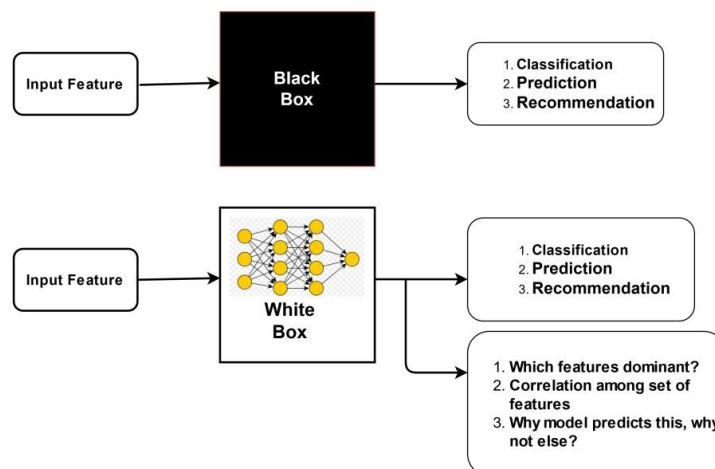 Input Feature
Black
Box
1. Classification
2. Prediction
3. Recommendation
Input Feature
White
Box
1. Classification
2. Prediction
3. Recommendation
1. Which features dominant?
2. Correlation among set of
features
3. Why model predicts this, why
not else?